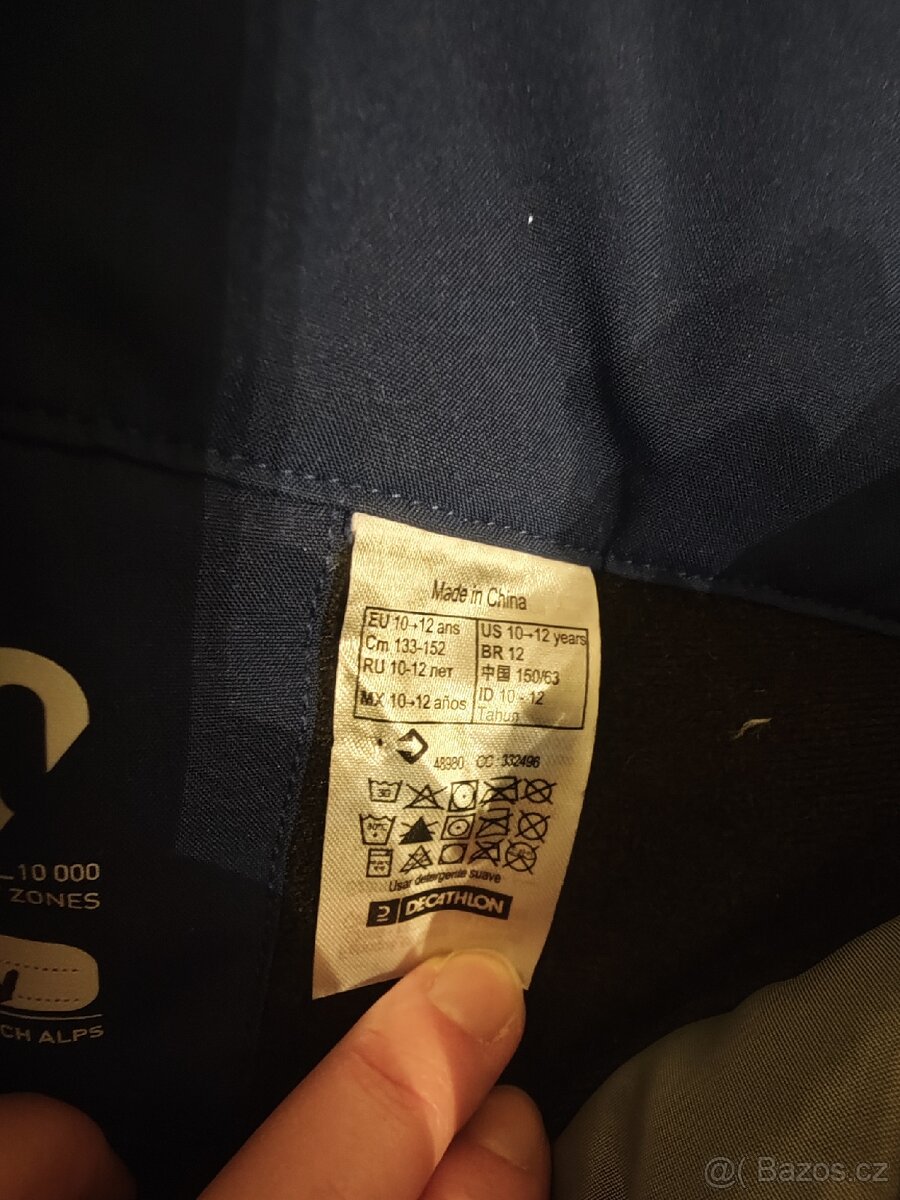 Made in China
EU 10→12 ans
Cm 133-152
RU 10-12 лет
MX 10→12 años
US 10→12 years
BR 12
中国 150/63
ID 10 - 12
Tahun
48980 CC 332496
30
Usar detergente suave
DECATHLON
10 000
ZONES
CH ALPS
@( Bazos.cz